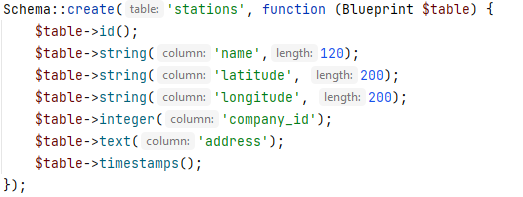 Schema::create( table: 'stations', function (Blueprint $table) {
    $table->id();
    $table->string( column: 'name', length: 120);
    $table->string( column: 'latitude', length: 200);
    $table->string( column: 'longitude', length: 200);
    $table->integer( column: 'company_id');
    $table->text( column: 'address');
    $table->timestamps();
});